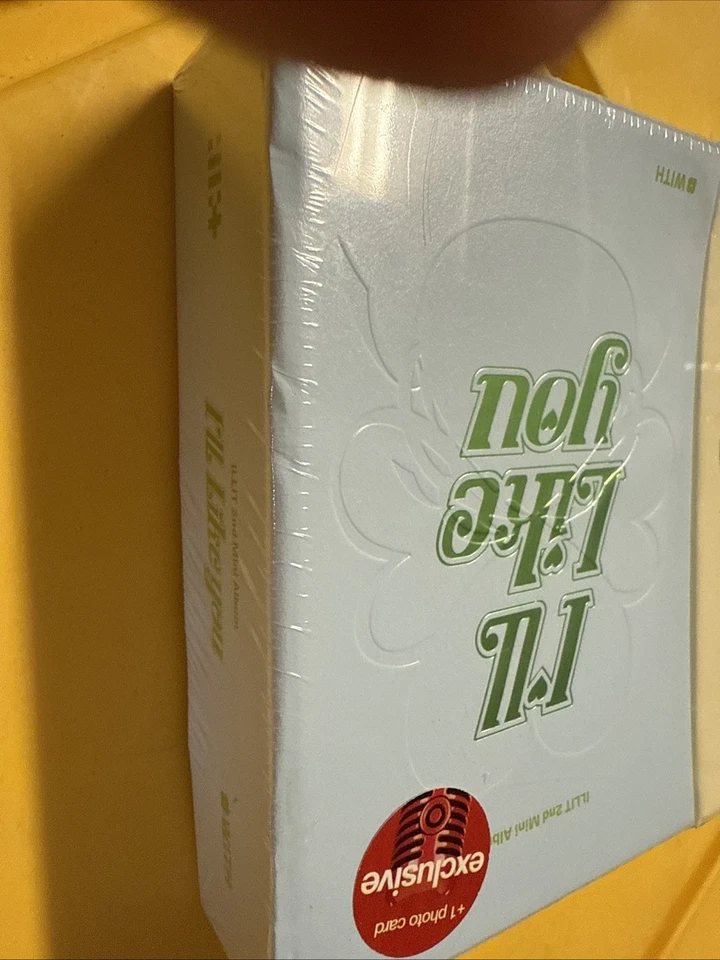 +1 photo card
exclusive
ILLIT 2nd Mini Alb
I'll
Like
you
WITH
ILLIT 2nd Mini Album
I'll Like you